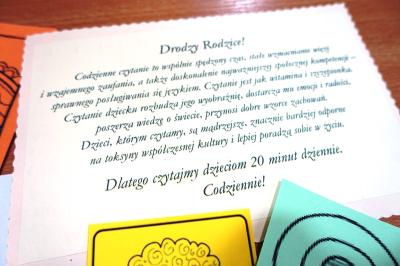 Drodzy Rodzice!
Codzienne czytanie to wspólnie spędzony czas, stałe wzmacnianie więzi
i wzajemnego zaufania, a także doskonalenie najważniejszej społecznej kompetencji –
sprawnego posługiwania się językiem. Czytanie jest jak witamina i szczepionka.
Czytanie dziecku rozbudza jego wyobraźnię, dostarcza mu emocji i radości,
poszerza wiedzę o świecie, przynosi dobre wzorce zachowań.
Dzieci, którym czytamy, są mądrzejsze, znacznie bardziej odporne
na toksyny współczesnej kultury i lepiej poradzą sobie w życiu.
Dlatego czytajmy dzieciom 20 minut dziennie.
Codziennie!